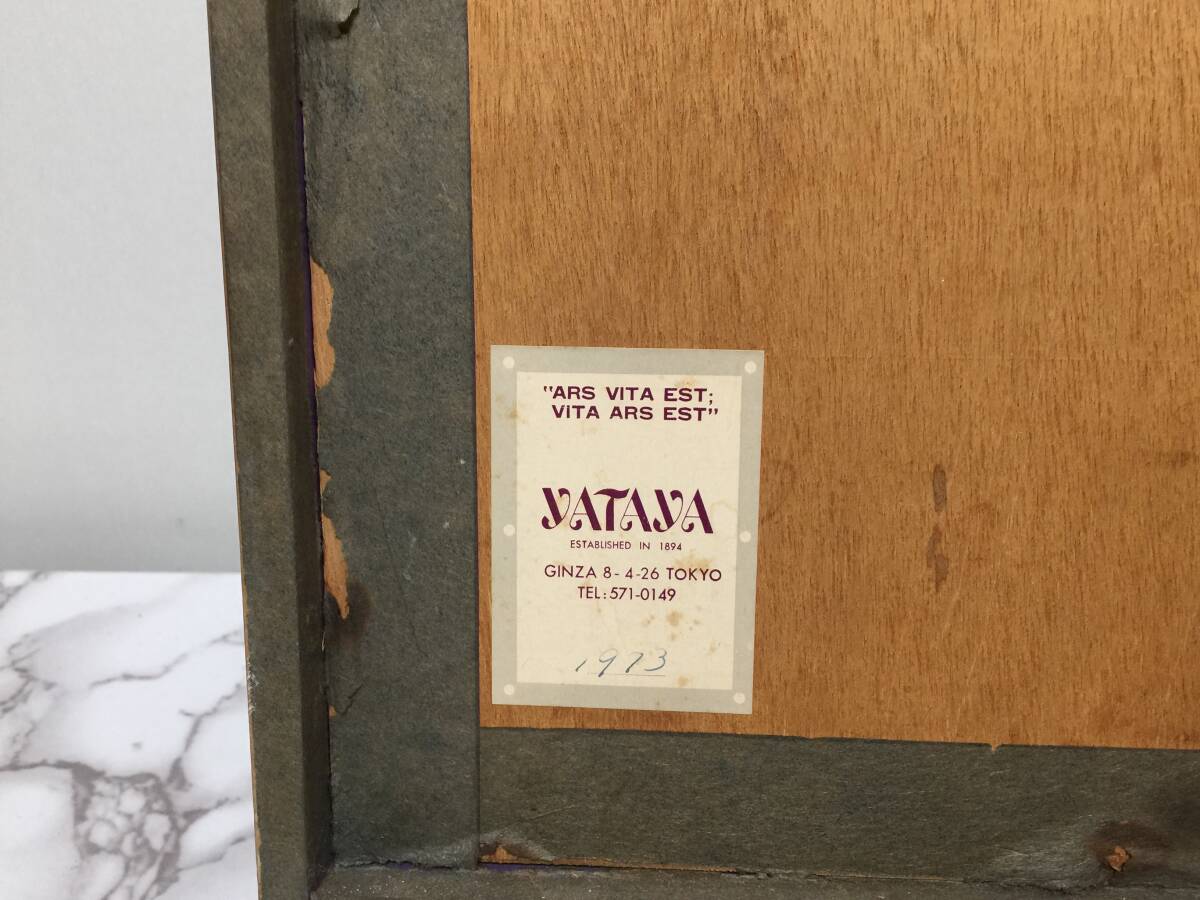 "ARS VITA EST;
VITA ARS EST"
YATAYA
ESTABLISHED IN 1894
GINZA 8-4-26 TOKYO
TEL:571-0149
1973